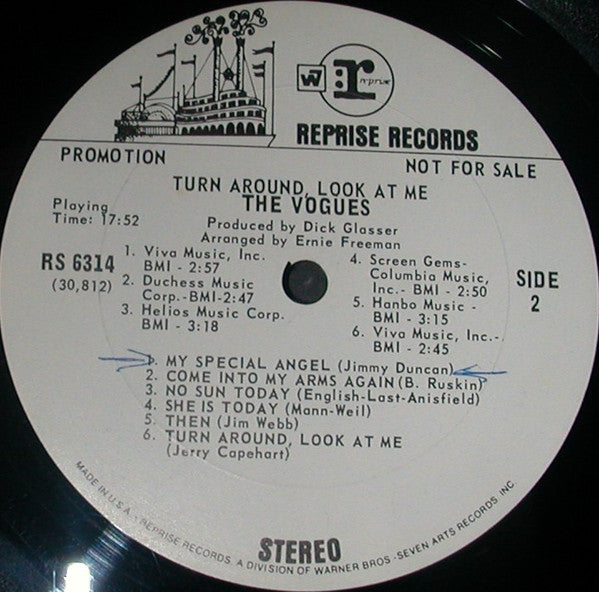 W7 r reprise
REPRISE RECORDS
PROMOTION
NOT FOR SALE
TURN AROUND, LOOK AT ME
THE VOGUES
Playing
Time: 17:52
Produced by Dick Glasser
Arranged by Ernie Freeman
RS 6314
(30,812)
1. Viva Music, Inc.
BMI - 2:57
2. Duchess Music
Corp.-BMI-2:47
3. Helios Music Corp.
BMI - 3:18
4. Screen Gems-
Columbia Music,
Inc.- BMI - 2:50
5. Hanbo Music -
BMI - 3:15
6. Viva Music, Inc.-
BMI - 2:45
SIDE
2
1. MY SPECIAL ANGEL (Jimmy Duncan)
2. COME INTO MY ARMS AGAIN (B. Ruskin)
3. NO SUN TODAY (English-Last-Anisfield)
4. SHE IS TODAY (Mann-Weil)
5. THEN (Jim Webb)
6. TURN AROUND, LOOK AT ME
(Jerry Capehart)
STEREO
MADE IN U.S.A. · REPRISE RECORDS, A DIVISION OF WARNER BROS.-SEVEN ARTS RECORDS, INC.